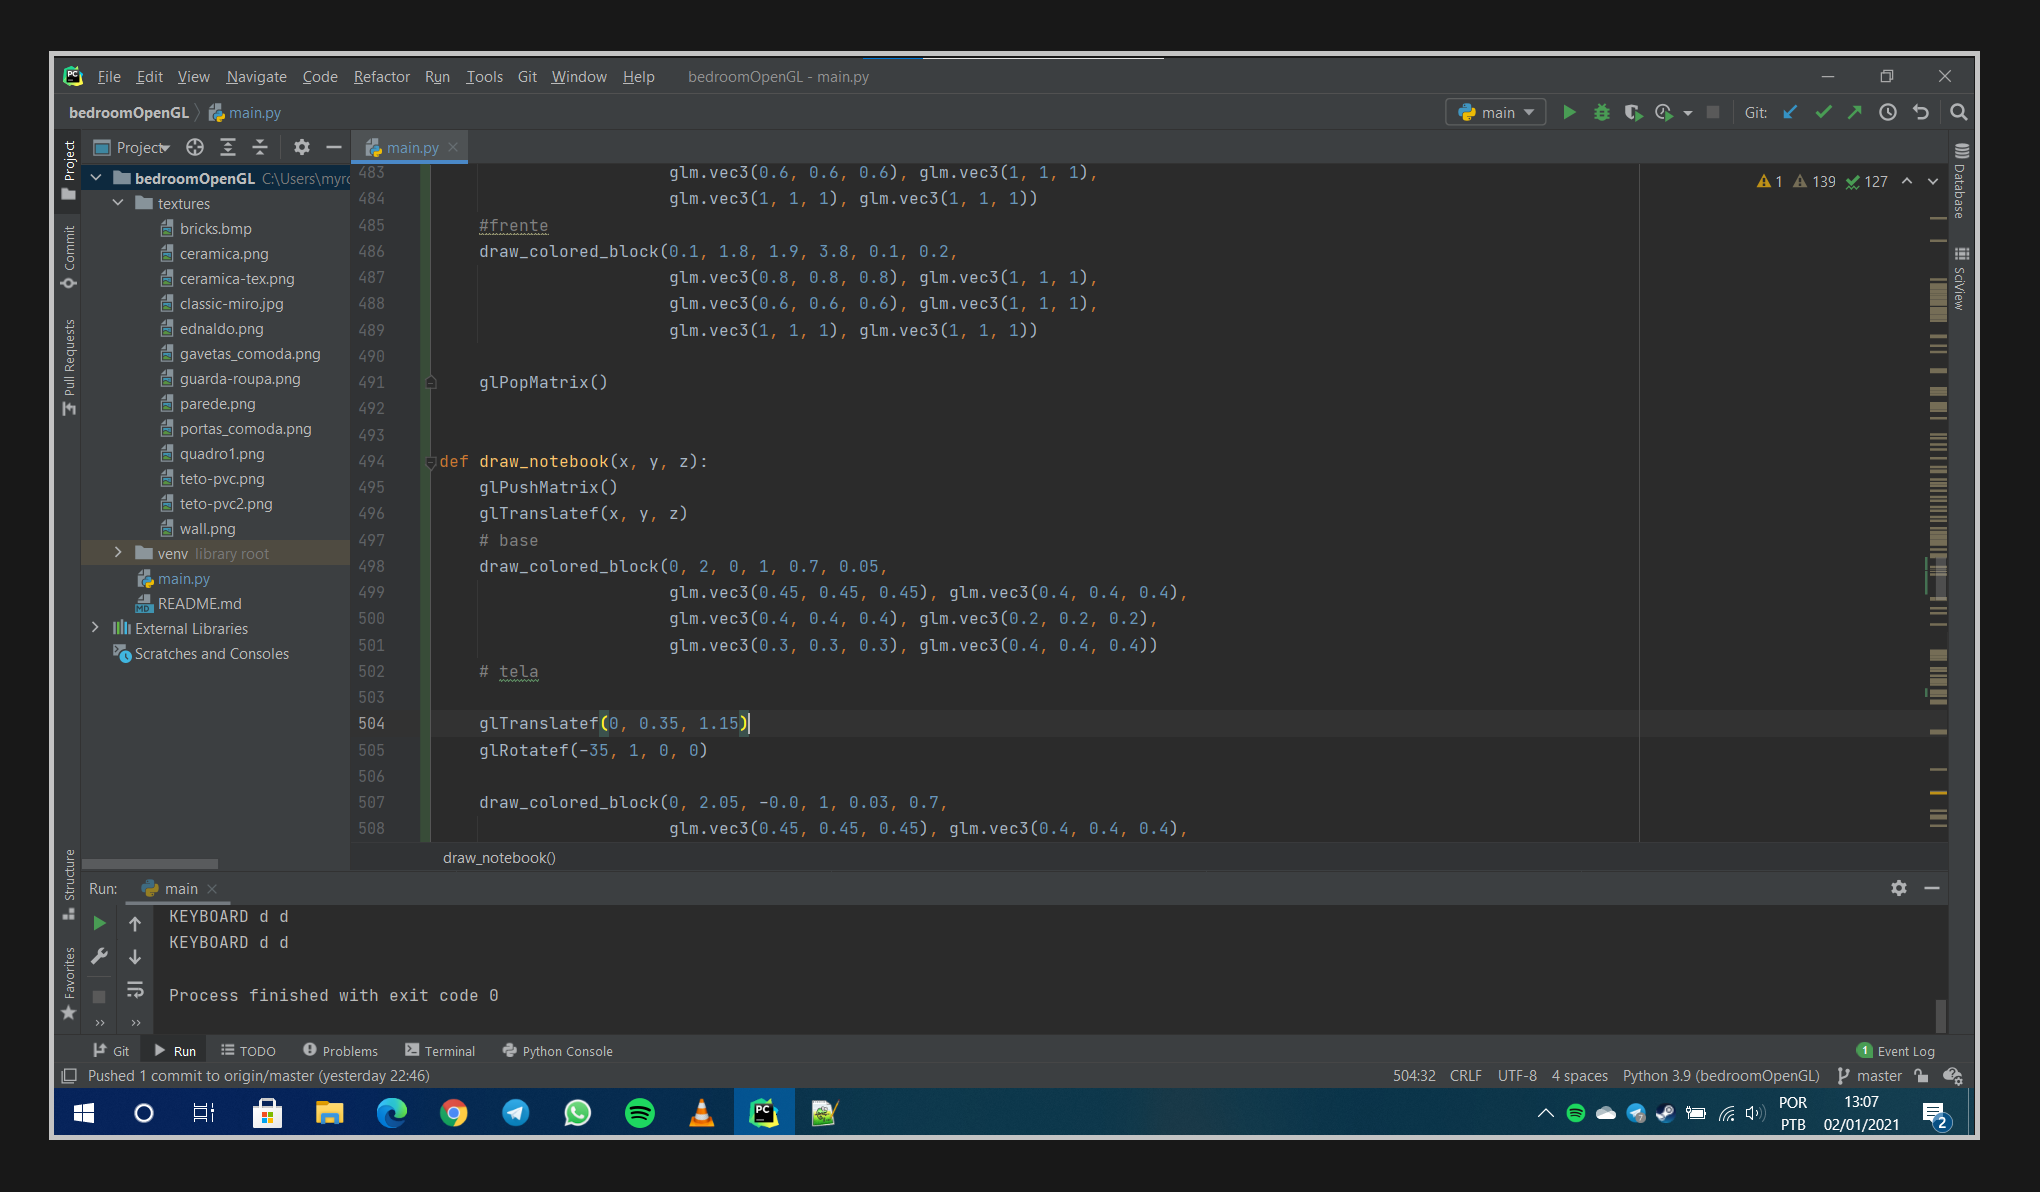 PC File Edit View Navigate Code Refactor Run Tools Git Window Help bedroomOpenGL - main.py
bedroomOpenGL main.py main Git:
Project main.py
Project
Commit
Pull Requests
Structure
Favorites
bedroomOpenGL C:\Users\myro
textures
bricks.bmp
ceramica.png
ceramica-tex.png
classic-miro.jpg
ednaldo.png
gavetas_comoda.png
guarda-roupa.png
parede.png
portas_comoda.png
quadro1.png
teto-pvc.png
teto-pvc2.png
wall.png
venv library root
main.py
README.md
External Libraries
Scratches and Consoles
1 139 127
Database
SciView
483 glm.vec3(0.6, 0.6, 0.6), glm.vec3(1, 1, 1),
484 glm.vec3(1, 1, 1), glm.vec3(1, 1, 1))
485 #frente
486 draw_colored_block(0.1, 1.8, 1.9, 3.8, 0.1, 0.2,
487 glm.vec3(0.8, 0.8, 0.8), glm.vec3(1, 1, 1),
488 glm.vec3(0.6, 0.6, 0.6), glm.vec3(1, 1, 1),
489 glm.vec3(1, 1, 1), glm.vec3(1, 1, 1))
490
491 glPopMatrix()
492
493
494 def draw_notebook(x, y, z):
495 glPushMatrix()
496 glTranslatef(x, y, z)
497 # base
498 draw_colored_block(0, 2, 0, 1, 0.7, 0.05,
499 glm.vec3(0.45, 0.45, 0.45), glm.vec3(0.4, 0.4, 0.4),
500 glm.vec3(0.4, 0.4, 0.4), glm.vec3(0.2, 0.2, 0.2),
501 glm.vec3(0.3, 0.3, 0.3), glm.vec3(0.4, 0.4, 0.4))
502 # tela
503
504 glTranslatef(0, 0.35, 1.15)
505 glRotatef(-35, 1, 0, 0)
506
507 draw_colored_block(0, 2.05, -0.0, 1, 0.03, 0.7,
508 glm.vec3(0.45, 0.45, 0.45), glm.vec3(0.4, 0.4, 0.4),
draw_notebook()
Run: main
KEYBOARD d d
KEYBOARD d d
Process finished with exit code 0
Git Run TODO Problems Terminal Python Console 1 Event Log
Pushed 1 commit to origin/master (yesterday 22:46) 504:32 CRLF UTF-8 4 spaces Python 3.9 (bedroomOpenGL) master
PC
POR 13:07
PTB 02/01/2021 2